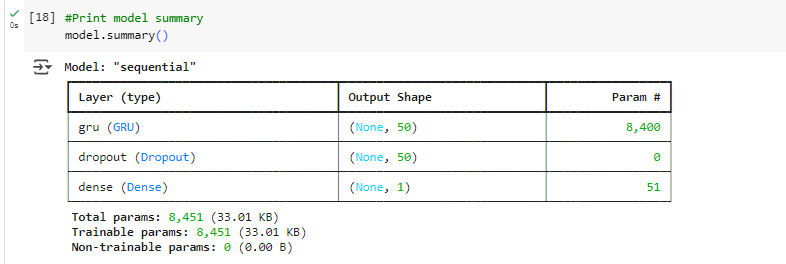 [18] #Print model summary
0s
model.summary()
Model: "sequential"
Layer (type) Output Shape Param #
gru (GRU) (None, 50) 8,400
dropout (Dropout) (None, 50) 0
dense (Dense) (None, 1) 51
Total params: 8,451 (33.01 KB)
Trainable params: 8,451 (33.01 KB)
Non-trainable params: 0 (0.00 B)